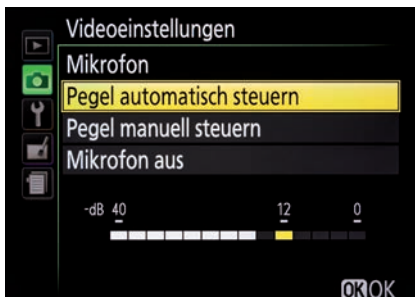 Videoeinstellungen
Mikrofon
Pegel automatisch steuern
Pegel manuell steuern
Mikrofon aus
-dB 40 12 0
OK OK